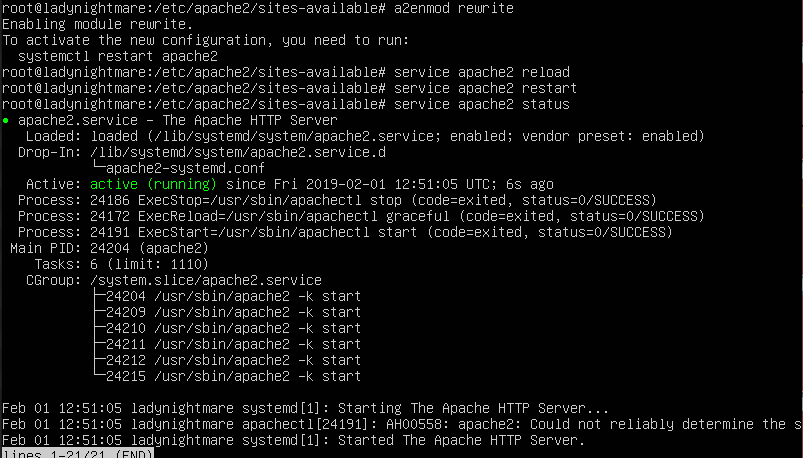 root@ladynightmare:/etc/apache2/sites-available# a2enmod rewrite
Enabling module rewrite.
To activate the new configuration, you need to run:
  systemctl restart apache2
root@ladynightmare:/etc/apache2/sites-available# service apache2 reload
root@ladynightmare:/etc/apache2/sites-available# service apache2 restart
root@ladynightmare:/etc/apache2/sites-available# service apache2 status
● apache2.service - The Apache HTTP Server
   Loaded: loaded (/lib/systemd/system/apache2.service; enabled; vendor preset: enabled)
  Drop-In: /lib/systemd/system/apache2.service.d
           └─apache2-systemd.conf
   Active: active (running) since Fri 2019-02-01 12:51:05 UTC; 6s ago
  Process: 24186 ExecStop=/usr/sbin/apachectl stop (code=exited, status=0/SUCCESS)
  Process: 24172 ExecReload=/usr/sbin/apachectl graceful (code=exited, status=0/SUCCESS)
  Process: 24191 ExecStart=/usr/sbin/apachectl start (code=exited, status=0/SUCCESS)
 Main PID: 24204 (apache2)
    Tasks: 6 (limit: 1110)
   CGroup: /system.slice/apache2.service
           ├─24204 /usr/sbin/apache2 -k start
           ├─24209 /usr/sbin/apache2 -k start
           ├─24210 /usr/sbin/apache2 -k start
           ├─24211 /usr/sbin/apache2 -k start
           ├─24212 /usr/sbin/apache2 -k start
           └─24215 /usr/sbin/apache2 -k start
Feb 01 12:51:05 ladynightmare systemd[1]: Starting The Apache HTTP Server...
Feb 01 12:51:05 ladynightmare apachectl[24191]: AH00558: apache2: Could not reliably determine the s
Feb 01 12:51:05 ladynightmare systemd[1]: Started The Apache HTTP Server.
lines 1-21/21 (END)